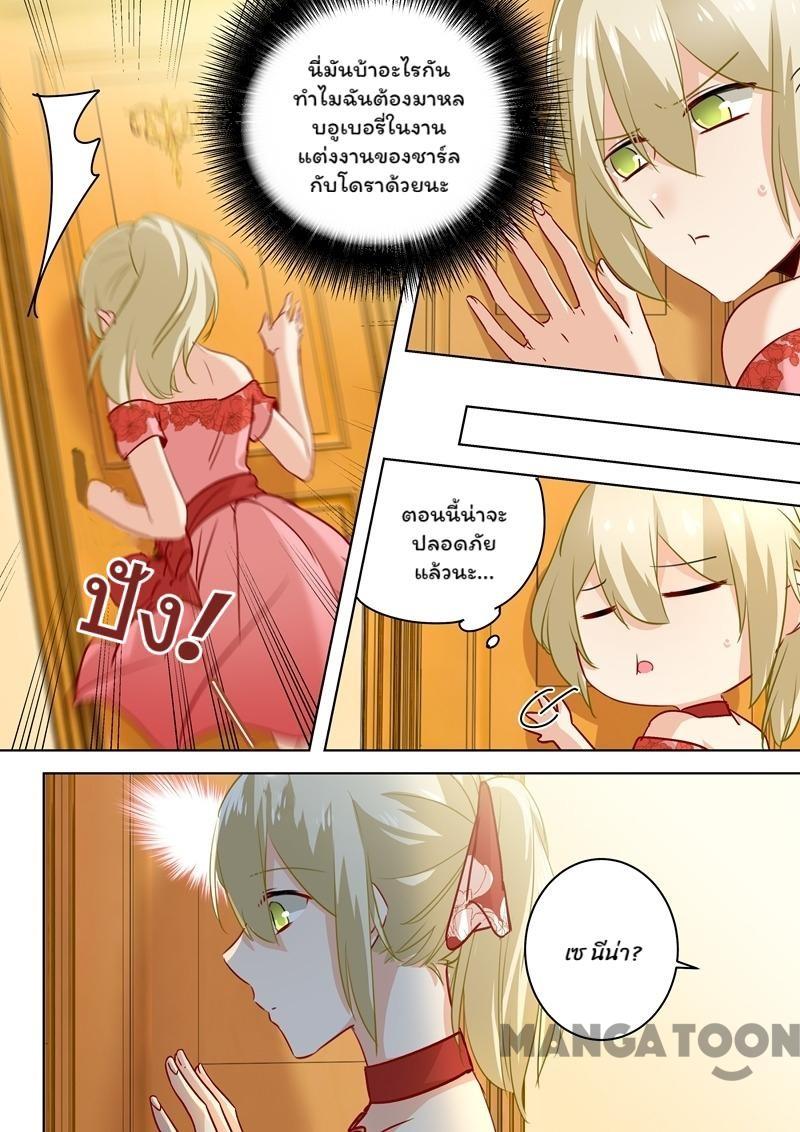 นี่มันบ้าอะไรกัน
ทำไมฉันต้องมาหล
บอูเบอรี่ในงาน
แต่งงานของชาร์ล
กับโดราด้วยนะ
ตอนนี้น่าจะ
ปลอดภัย
แล้วนะ...
ปัง!
เซ นีน่า?
MANGATOON